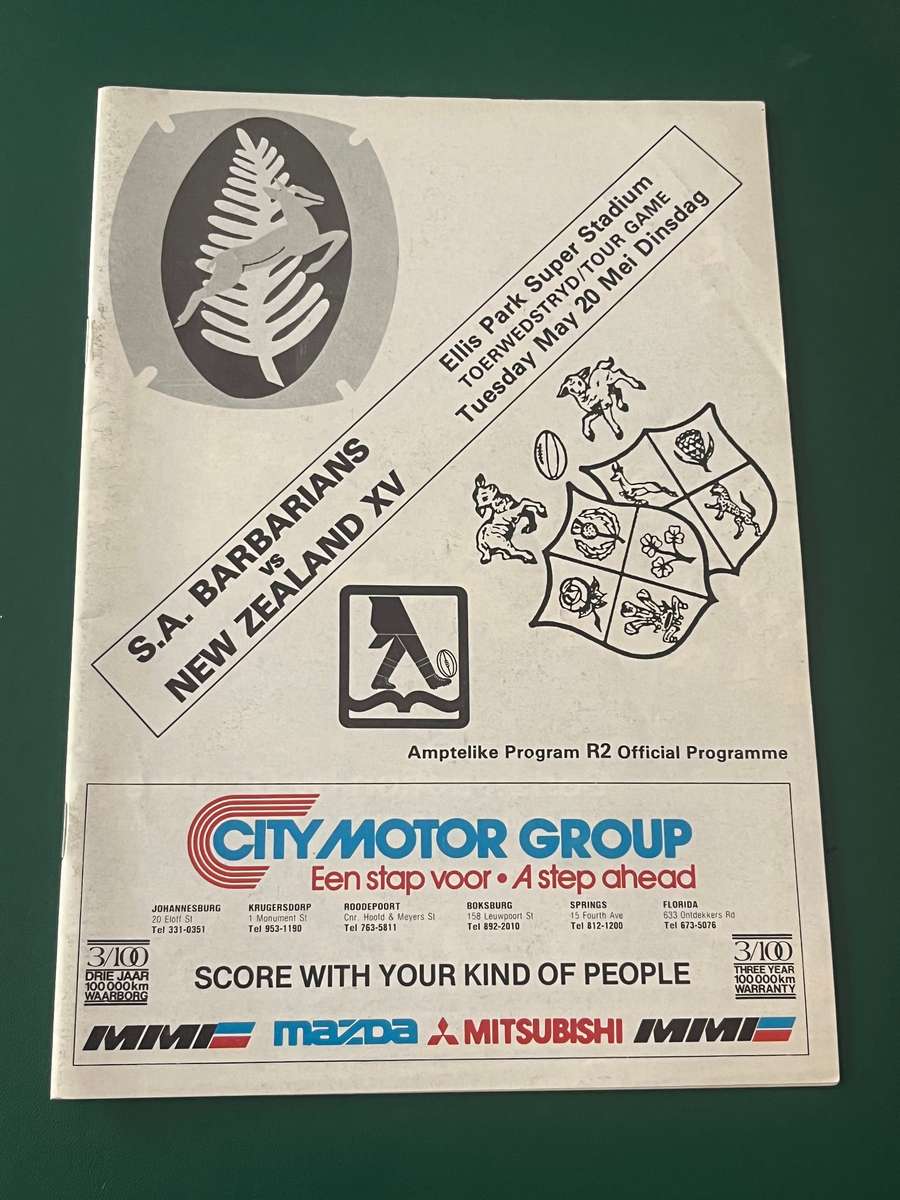 Ellis Park Super Stadium
TOERWEDSTRYD/TOUR GAME
Tuesday May 20 Mei Dinsdag
S.A. BARBARIANS
vs
NEW ZEALAND XV
Amptelike Program R2 Official Programme
CITY MOTOR GROUP
Een stap voor • A step ahead
JOHANNESBURG
20 Eloff St
Tel 331-0351
KRUGERSDORP
1 Monument St
Tel 953-1190
ROODEPOORT
Cnr. Hoofd & Meyers St
Tel 763-5811
BOKSBURG
158 Leuwpoort St
Tel 892-2010
SPRINGS
15 Fourth Ave
Tel 812-1200
FLORIDA
633 Ontdekkers Rd
Tel 673-5076
3/100
DRIE JAAR
100 000km
WAARBORG
SCORE WITH YOUR KIND OF PEOPLE
3/100
THREE YEAR
100 000km
WARRANTY
MMI mazda MITSUBISHI MMI